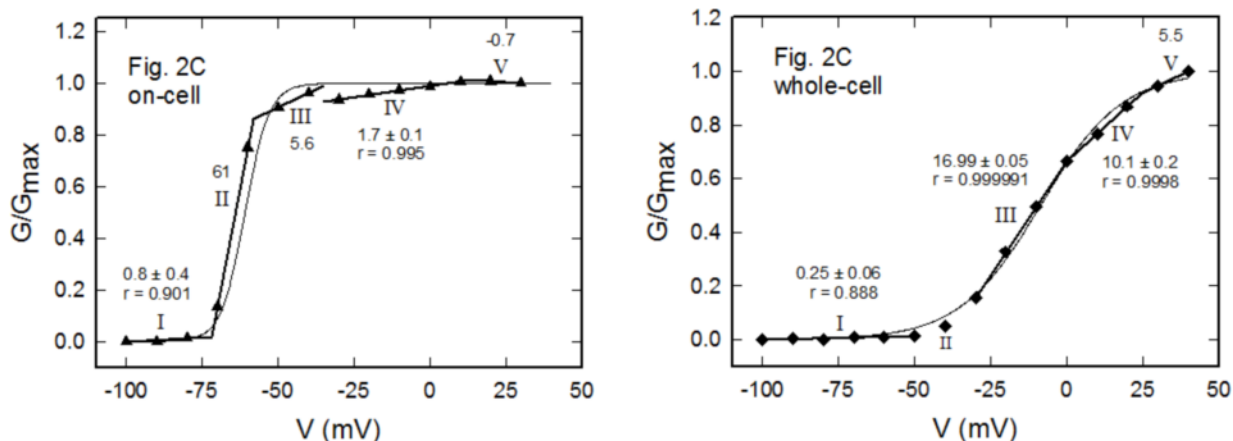 Fig. 2C
on-cell
-0.7
V
III
5.6
IV
1.7 ± 0.1
r = 0.995
61
II
0.8 ± 0.4
r = 0.901
I
G/Gmax
1.2
1.0
0.8
0.6
0.4
0.2
0.0
-100
-75
-50
-25
0
25
50
V (mV)
Fig. 2C
whole-cell
5.5
V
IV
10.1 ± 0.2
r = 0.9998
16.99 ± 0.05
r = 0.999991
III
0.25 ± 0.06
r = 0.888
I
II
G/Gmax
1.2
1.0
0.8
0.6
0.4
0.2
0.0
-100
-75
-50
-25
0
25
50
V (mV)